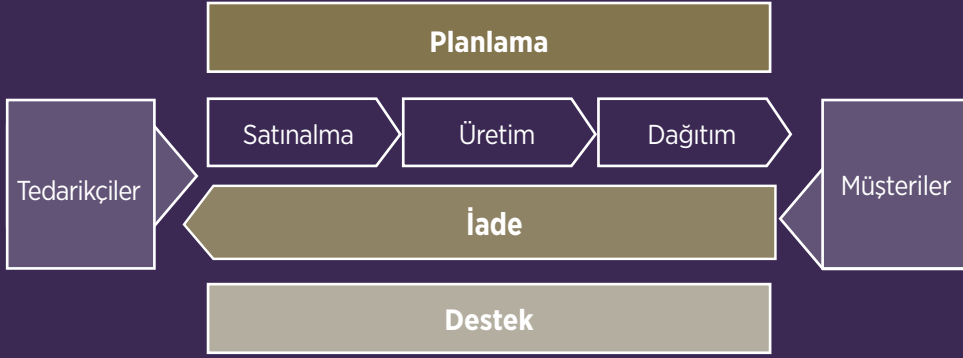 Planlama
Satınalma
Üretim
Dağıtım
Tedarikçiler
Müşteriler
İade
Destek